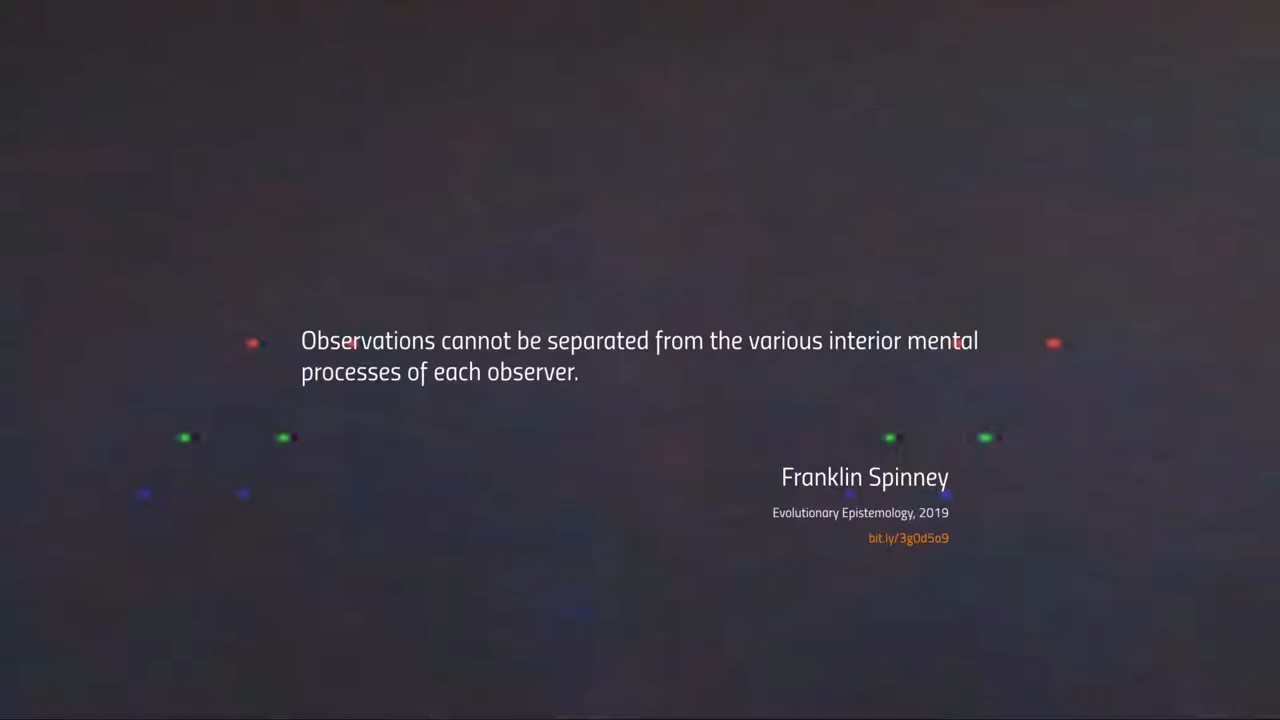 Observations cannot be separated from the various interior mental
processes of each observer.
Franklin Spinney
Evolutionary Epistemology, 2019
bit.ly/3g0d5o9